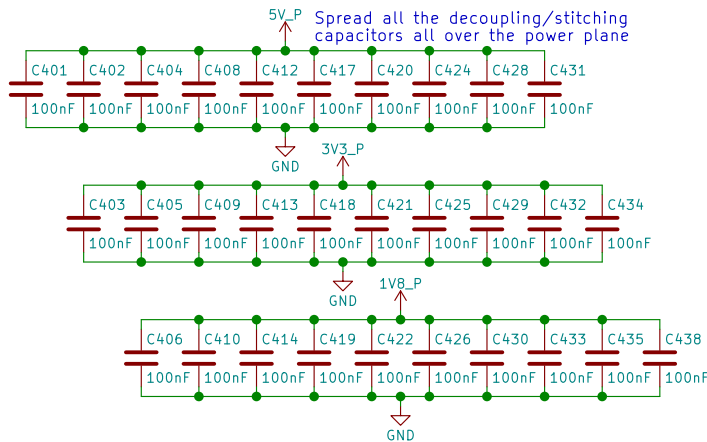 5V_P
Spread all the decoupling/stitching
capacitors all over the power plane
C401 C402 C404 C408 C412 C417 C420 C424 C428 C431
100nF 100nF 100nF 100nF 100nF 100nF 100nF 100nF 100nF 100nF
GND
3V3_P
C403 C405 C409 C413 C418 C421 C425 C429 C432 C434
100nF 100nF 100nF 100nF 100nF 100nF 100nF 100nF 100nF 100nF
GND
1V8_P
C406 C410 C414 C419 C422 C426 C430 C433 C435 C438
100nF 100nF 100nF 100nF 100nF 100nF 100nF 100nF 100nF 100nF
GND